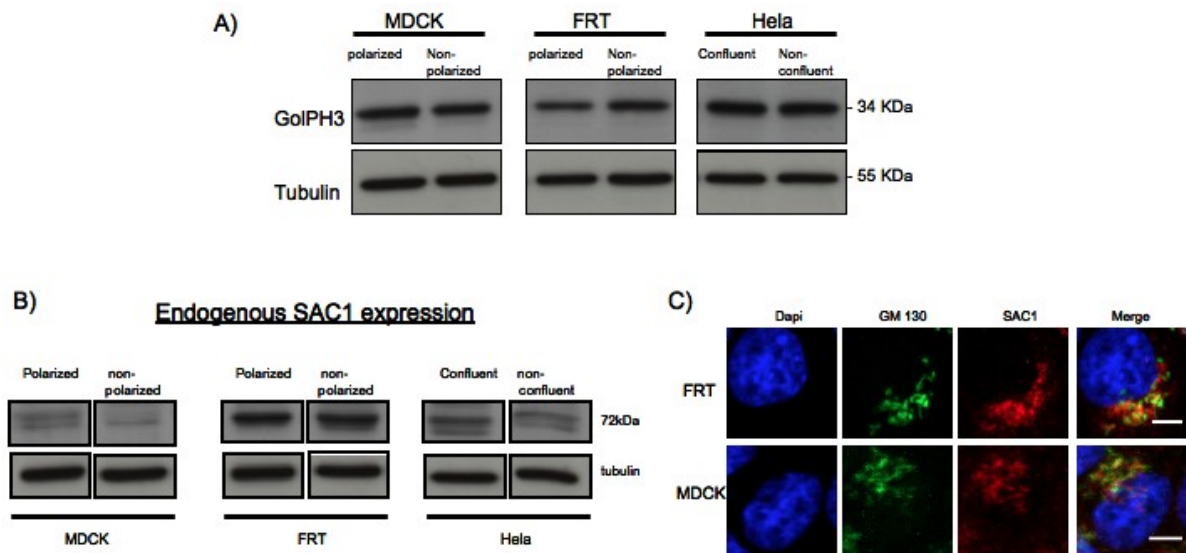 A)
MDCK FRT Hela
polarized Non-polarized polarized Non-polarized Confluent Non-confluent
GolPH3 - 34 KDa
Tubulin - 55 KDa
B)
Endogenous SAC1 expression
Polarized non-polarized Polarized non-polarized Confluent non-confluent
72kDa
tubulin
MDCK FRT Hela
C)
Dapi GM 130 SAC1 Merge
FRT
MDCK